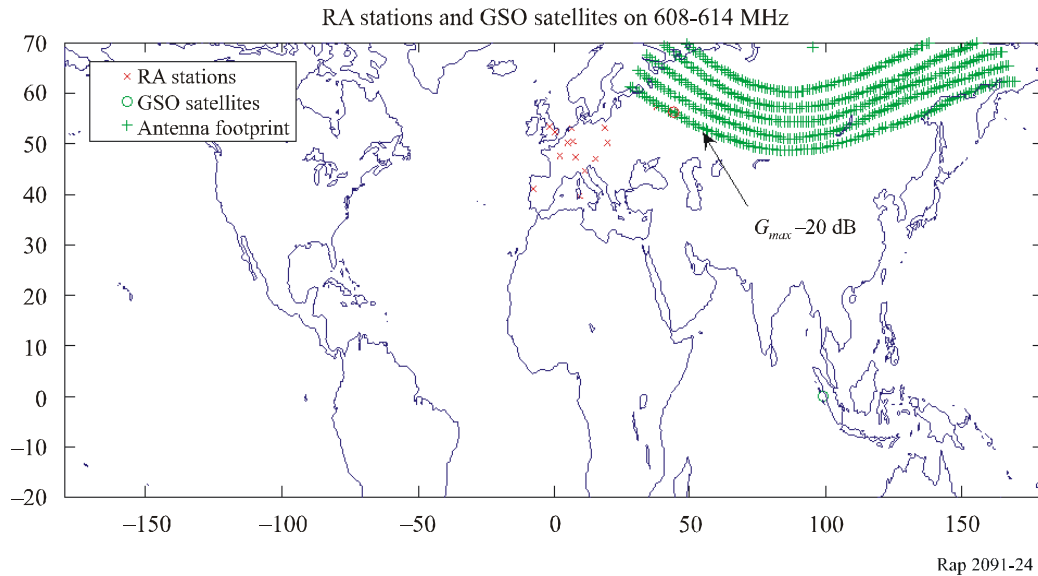 RA stations and GSO satellites on 608-614 MHz
70
60
50
40
30
20
10
0
–10
–20
RA stations
GSO satellites
Antenna footprint
Gmax –20 dB
–150
–100
–50
0
50
100
150
Rap 2091-24